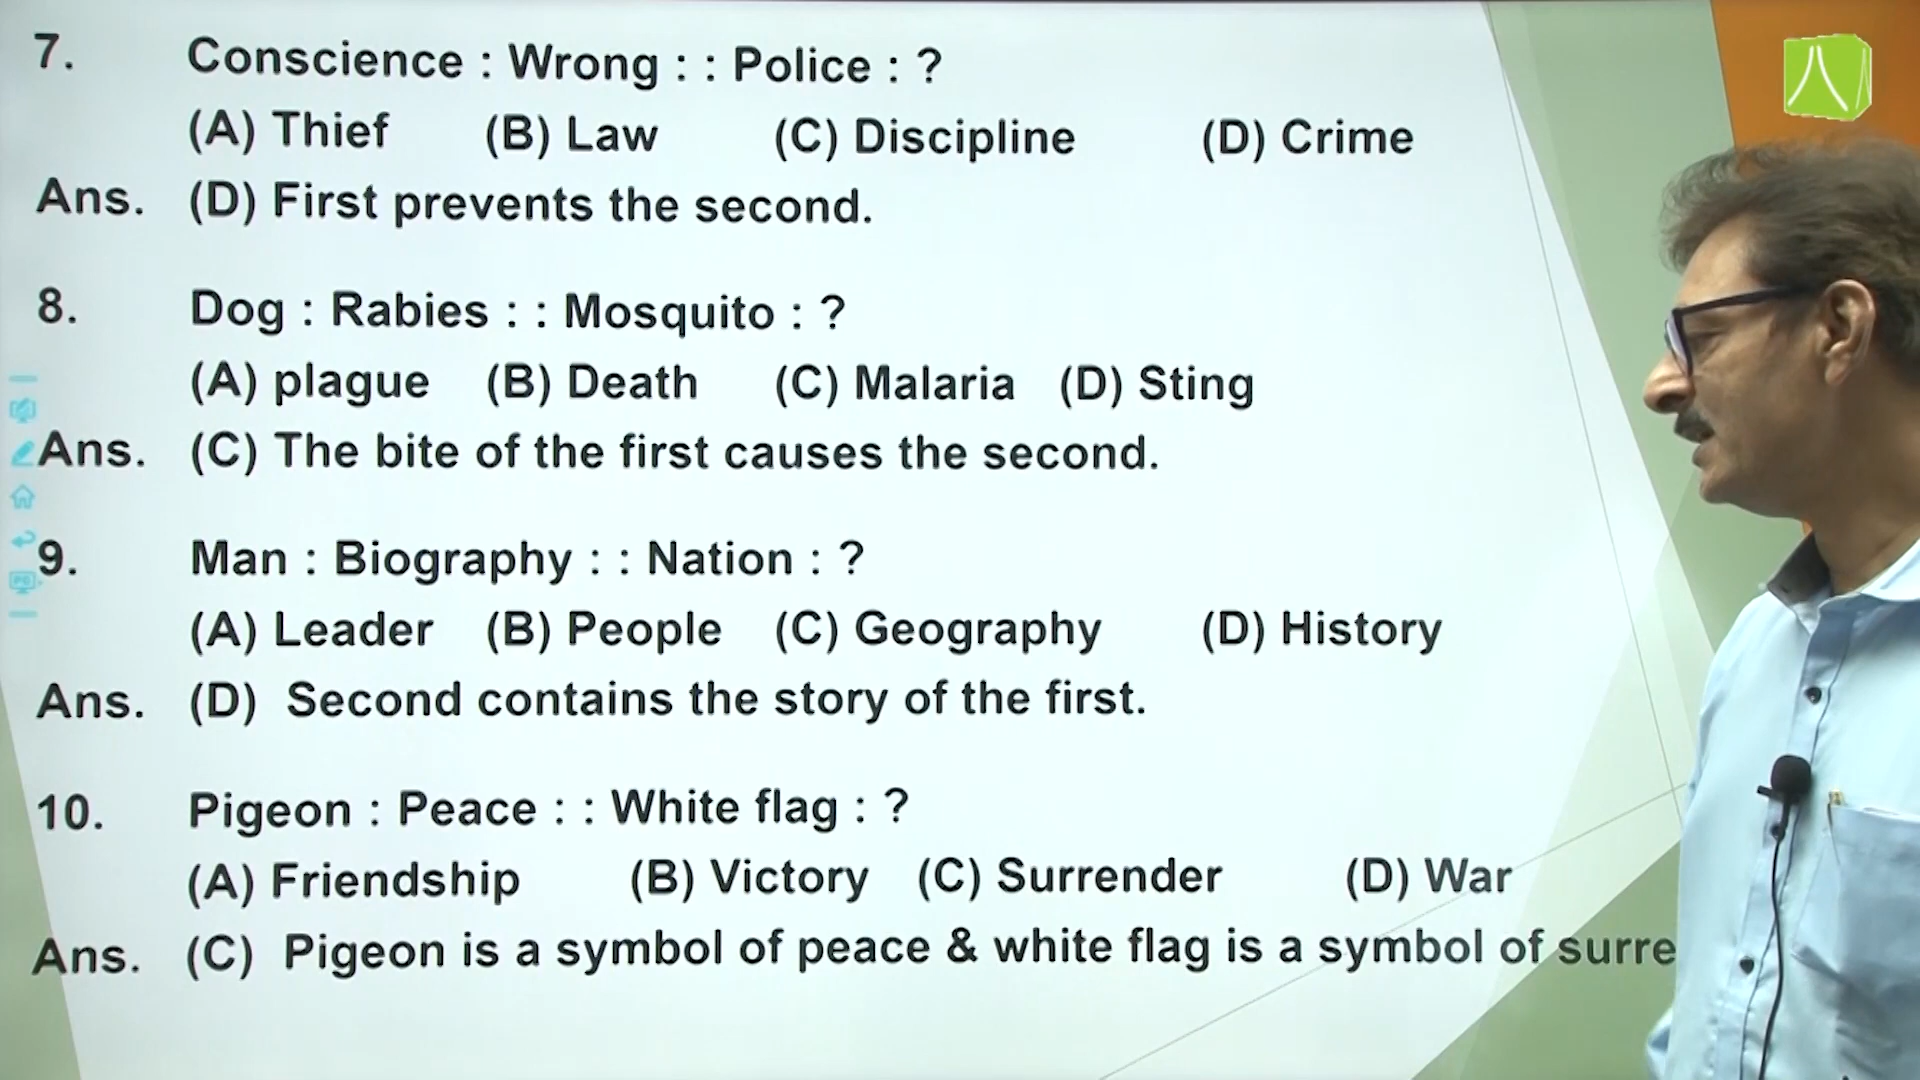 7. Conscience : Wrong : : Police : ?
(A) Thief (B) Law (C) Discipline (D) Crime
Ans. (D) First prevents the second.
8. Dog : Rabies : : Mosquito : ?
(A) plague (B) Death (C) Malaria (D) Sting
Ans. (C) The bite of the first causes the second.
9. Man : Biography : : Nation : ?
(A) Leader (B) People (C) Geography (D) History
Ans. (D) Second contains the story of the first.
10. Pigeon : Peace : : White flag : ?
(A) Friendship (B) Victory (C) Surrender (D) War
Ans. (C) Pigeon is a symbol of peace & white flag is a symbol of surre